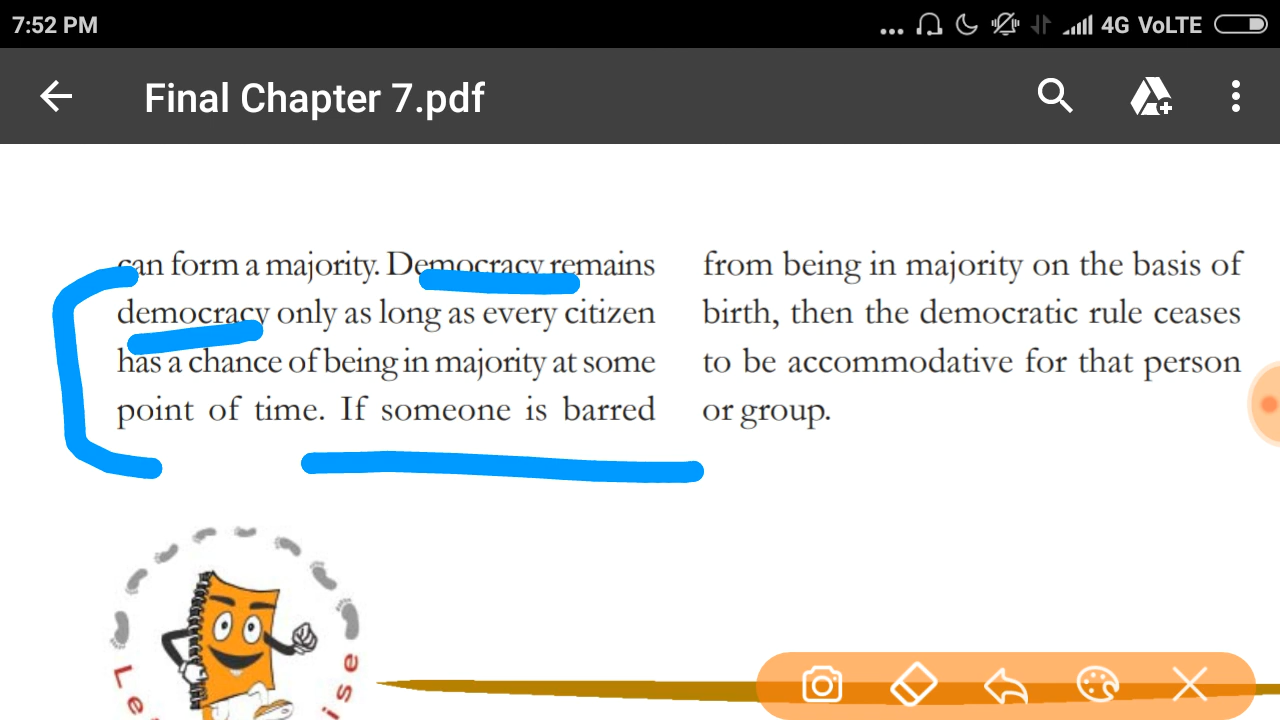 7:52 PM
4G VoLTE
Final Chapter 7.pdf
can form a majority. Democracy remains
democracy only as long as every citizen
has a chance of being in majority at some
point of time. If someone is barred
from being in majority on the basis of
birth, then the democratic rule ceases
to be accommodative for that person
or group.